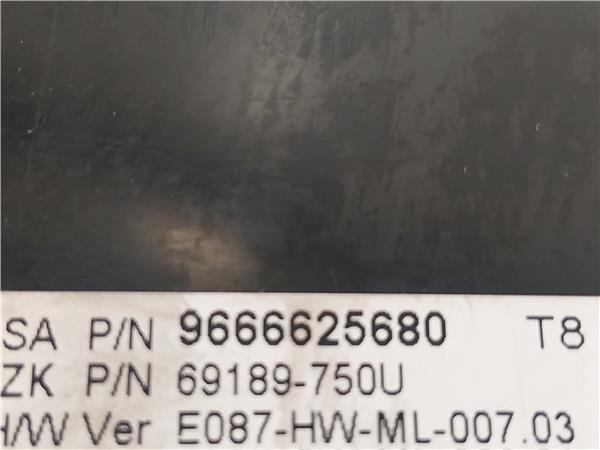 SA P/N 9666625680 T8
ZK P/N 69189-750U
H/W Ver E087-HW-ML-007.03